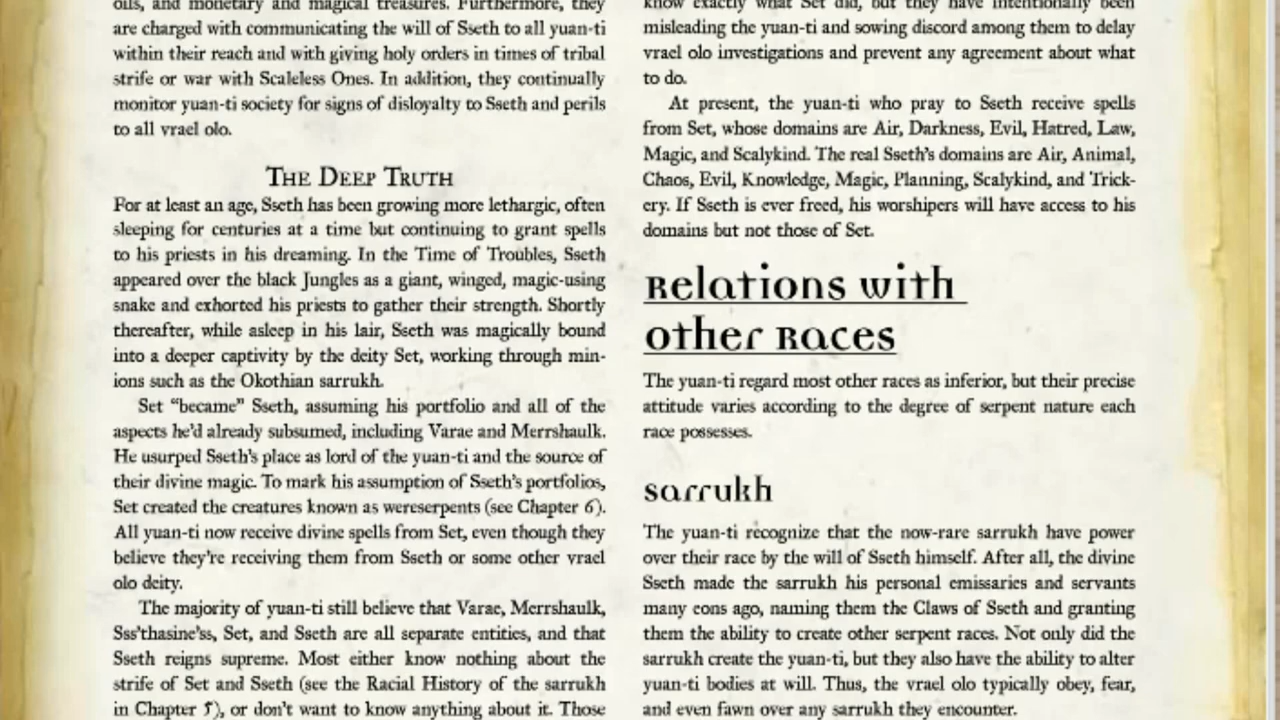 oils, and monetary and magical treasures. Furthermore, they
are charged with communicating the will of Sseth to all yuan-ti
within their reach and with giving holy orders in times of tribal
strife or war with Scaleless Ones. In addition, they continually
monitor yuan-ti society for signs of disloyalty to Sseth and perils
to all vrael olo.
The Deep Truth
For at least an age, Sseth has been growing more lethargic, often
sleeping for centuries at a time but continuing to grant spells
to his priests in his dreaming. In the Time of Troubles, Sseth
appeared over the black Jungles as a giant, winged, magic-using
snake and exhorted his priests to gather their strength. Shortly
thereafter, while asleep in his lair, Sseth was magically bound
into a deeper captivity by the deity Set, working through min-
ions such as the Okothian sarrukh.
Set “became” Sseth, assuming his portfolio and all of the
aspects he’d already subsumed, including Varae and Merrshaulk.
He usurped Sseth’s place as lord of the yuan-ti and the source of
their divine magic. To mark his assumption of Sseth’s portfolios,
Set created the creatures known as wereserpents (see Chapter 6).
All yuan-ti now receive divine spells from Set, even though they
believe they’re receiving them from Sseth or some other vrael
olo deity.
The majority of yuan-ti still believe that Varae, Merrshaulk,
Sss’thasine’ss, Set, and Sseth are all separate entities, and that
Sseth reigns supreme. Most either know nothing about the
strife of Set and Sseth (see the Racial History of the sarrukh
in Chapter 5), or don’t want to know anything about it. Those
know exactly what Set did, but they have intentionally been
misleading the yuan-ti and sowing discord among them to delay
vrael olo investigations and prevent any agreement about what
to do.
At present, the yuan-ti who pray to Sseth receive spells
from Set, whose domains are Air, Darkness, Evil, Hatred, Law,
Magic, and Scalykind. The real Sseth’s domains are Air, Animal,
Chaos, Evil, Knowledge, Magic, Planning, Scalykind, and Trick-
ery. If Sseth is ever freed, his worshipers will have access to his
domains but not those of Set.
Relations with
other Races
The yuan-ti regard most other races as inferior, but their precise
attitude varies according to the degree of serpent nature each
race possesses.
sarrukh
The yuan-ti recognize that the now-rare sarrukh have power
over their race by the will of Sseth himself. After all, the divine
Sseth made the sarrukh his personal emissaries and servants
many eons ago, naming them the Claws of Sseth and granting
them the ability to create other serpent races. Not only did the
sarrukh create the yuan-ti, but they also have the ability to alter
yuan-ti bodies at will. Thus, the vrael olo typically obey, fear,
and even fawn over any sarrukh they encounter.